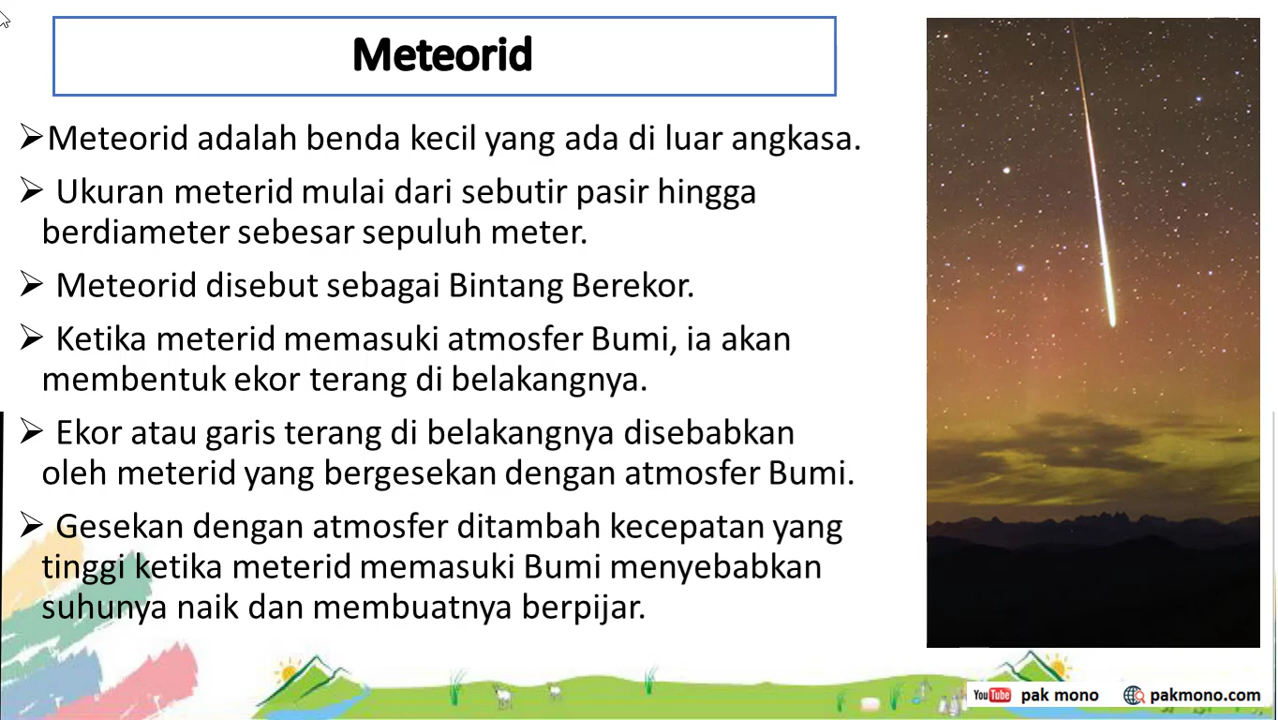 Meteorid
➢Meteorid adalah benda kecil yang ada di luar angkasa.
➢ Ukuran meterid mulai dari sebutir pasir hingga
berdiameter sebesar sepuluh meter.
➢ Meteorid disebut sebagai Bintang Berekor.
➢ Ketika meterid memasuki atmosfer Bumi, ia akan
membentuk ekor terang di belakangnya.
➢ Ekor atau garis terang di belakangnya disebabkan
oleh meterid yang bergesekan dengan atmosfer Bumi.
➢ Gesekan dengan atmosfer ditambah kecepatan yang
tinggi ketika meterid memasuki Bumi menyebabkan
suhunya naik dan membuatnya berpijar.
YouTube pak mono pakmono.com